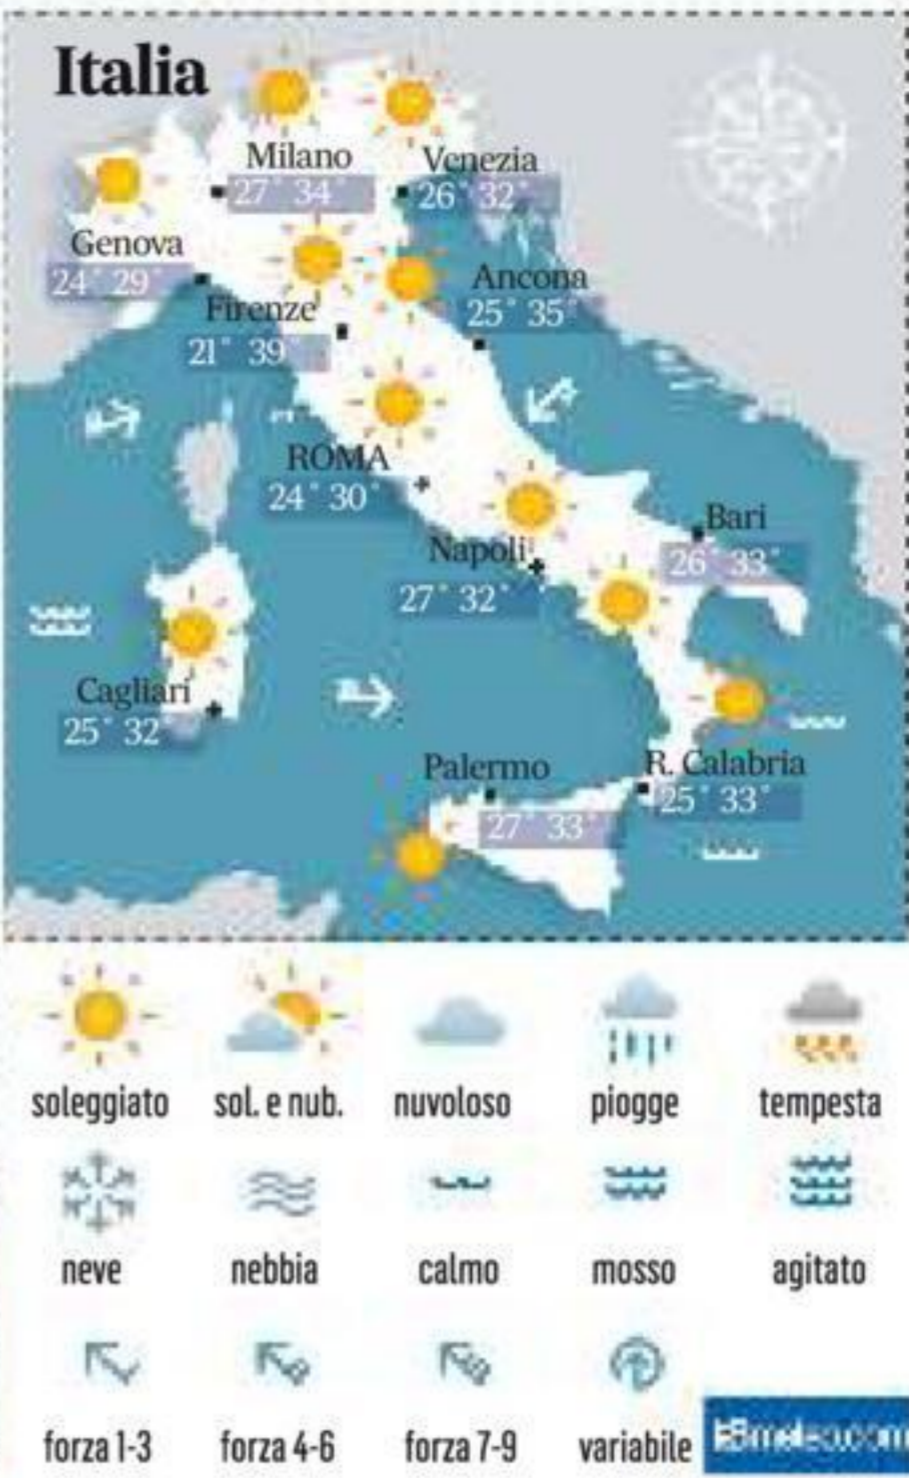 Italia
Milano
27° 34°
Venezia
26° 32°
Genova
24° 29°
Firenze
21° 39°
Ancona
25° 35°
ROMA
24° 30°
Napoli
27° 32°
Bari
26° 33°
Cagliari
25° 32°
Palermo
27° 33°
R. Calabria
25° 33°
soleggiato sol. e nub. nuvoloso piogge tempesta
neve nebbia calmo mosso agitato
forza 1-3 forza 4-6 forza 7-9 variabile